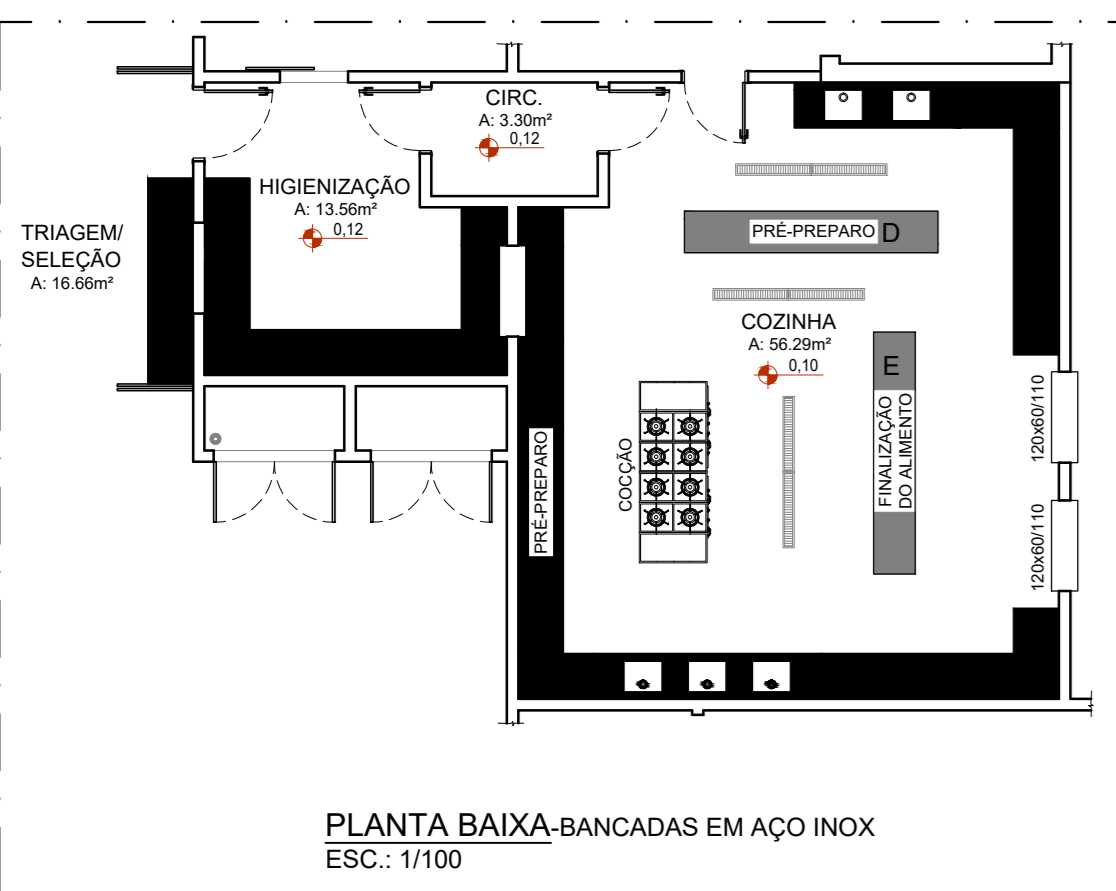 CIRC.
A: 3.30m²
0,12
HIGIENIZAÇÃO
A: 13.56m²
0,12
TRIAGEM/
SELEÇÃO
A: 16.66m²
PRÉ-PREPARO D
COZINHA
A: 56.29m²
0,10
E
FINALIZAÇÃO
DO ALIMENTO
120x60/110
120x60/110
COCÇÃO
PRÉ-PREPARO
PLANTA BAIXA-BANCADAS EM AÇO INOX
ESC.: 1/100